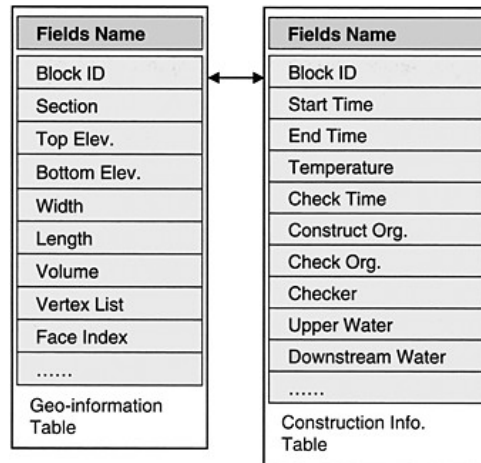 Fields Name
Block ID
Section
Top Elev.
Bottom Elev.
Width
Length
Volume
Vertex List
Face Index
......
Geo-information
Table
Fields Name
Block ID
Start Time
End Time
Temperature
Check Time
Construct Org.
Check Org.
Checker
Upper Water
Downstream Water
......
Construction Info.
Table